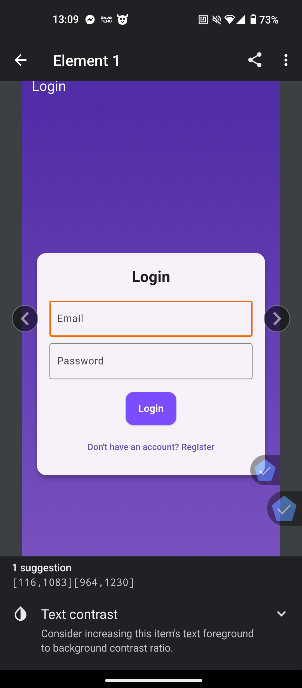 13:09
73%
Element 1
Login
Login
Email
Password
Login
Don't have an account? Register
1 suggestion
[116,1083][964,1230]
Text contrast
Consider increasing this item's text foreground
to background contrast ratio.